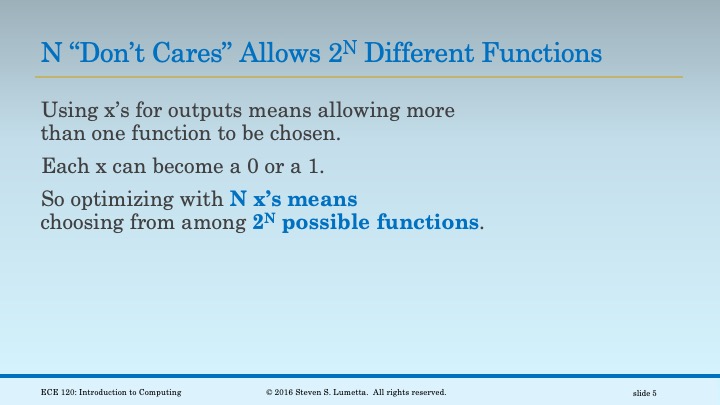 N “Don’t Cares” Allows 2ᴺ Different Functions
Using x’s for outputs means allowing more
than one function to be chosen.
Each x can become a 0 or a 1.
So optimizing with N x’s means
choosing from among 2ᴺ possible functions.
ECE 120: Introduction to Computing © 2016 Steven S. Lumetta. All rights reserved. slide 5